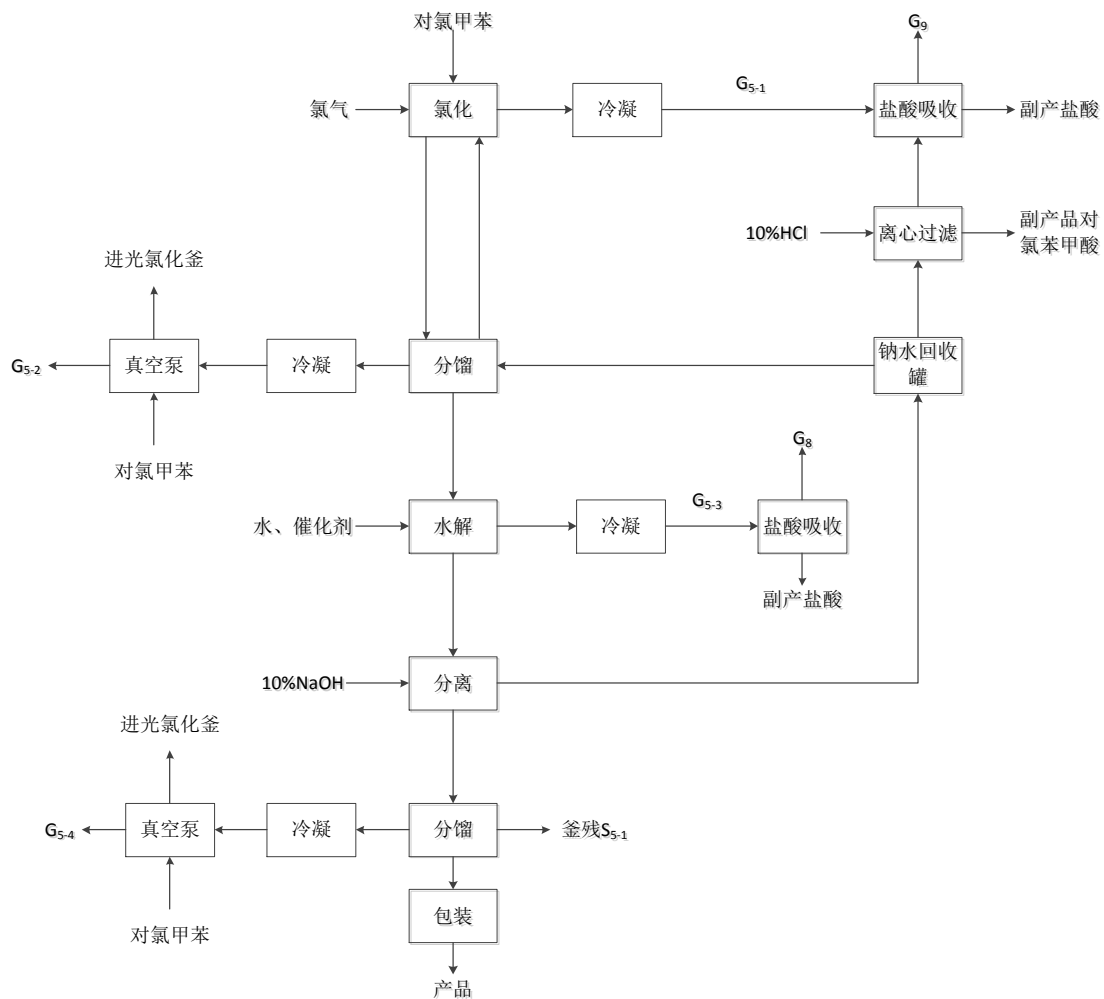 对氯甲苯
G9
氯气
氯化
冷凝
G5-1
盐酸吸收
副产盐酸
10%HCl
离心过滤
副产品对
氯苯甲酸
进光氯化釜
G5-2
真空泵
冷凝
分馏
钠水回收
罐
对氯甲苯
G8
水、催化剂
水解
冷凝
G5-3
盐酸吸收
副产盐酸
10%NaOH
分离
进光氯化釜
G5-4
真空泵
冷凝
分馏
釜残S5-1
对氯甲苯
包装
产品